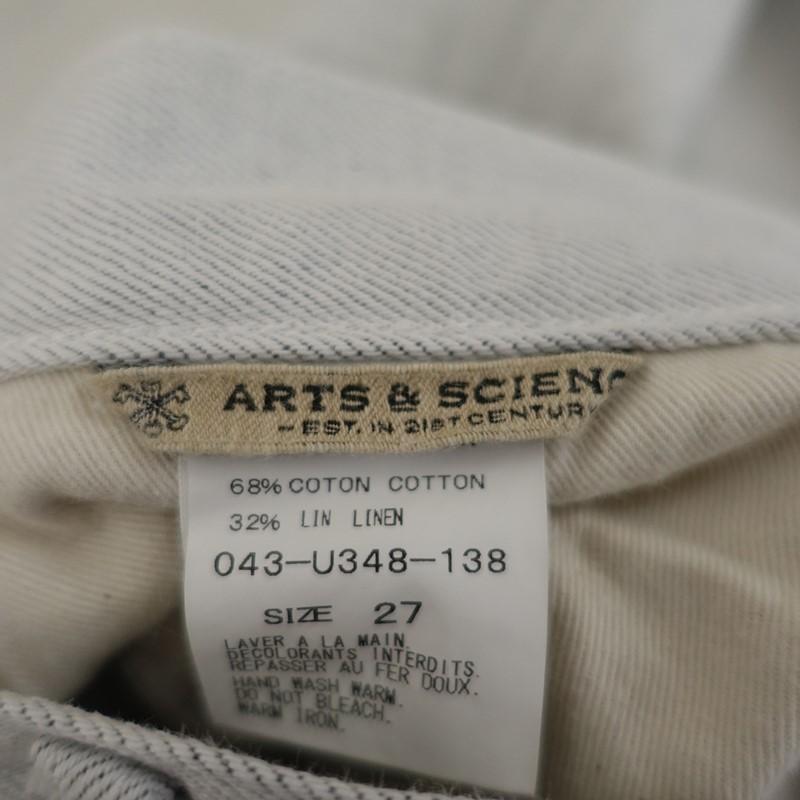 ARTS & SCIENC
EST. IN 21ST CENTURY
68% COTON COTTON
32% LIN LINEN
043-U348-138
SIZE 27
LAVER A LA MAIN.
DECOLORANTS INTERDITS.
REPASSER AU FER DOUX.
HAND WASH WARM.
DO NOT BLEACH.
WARM IRON.